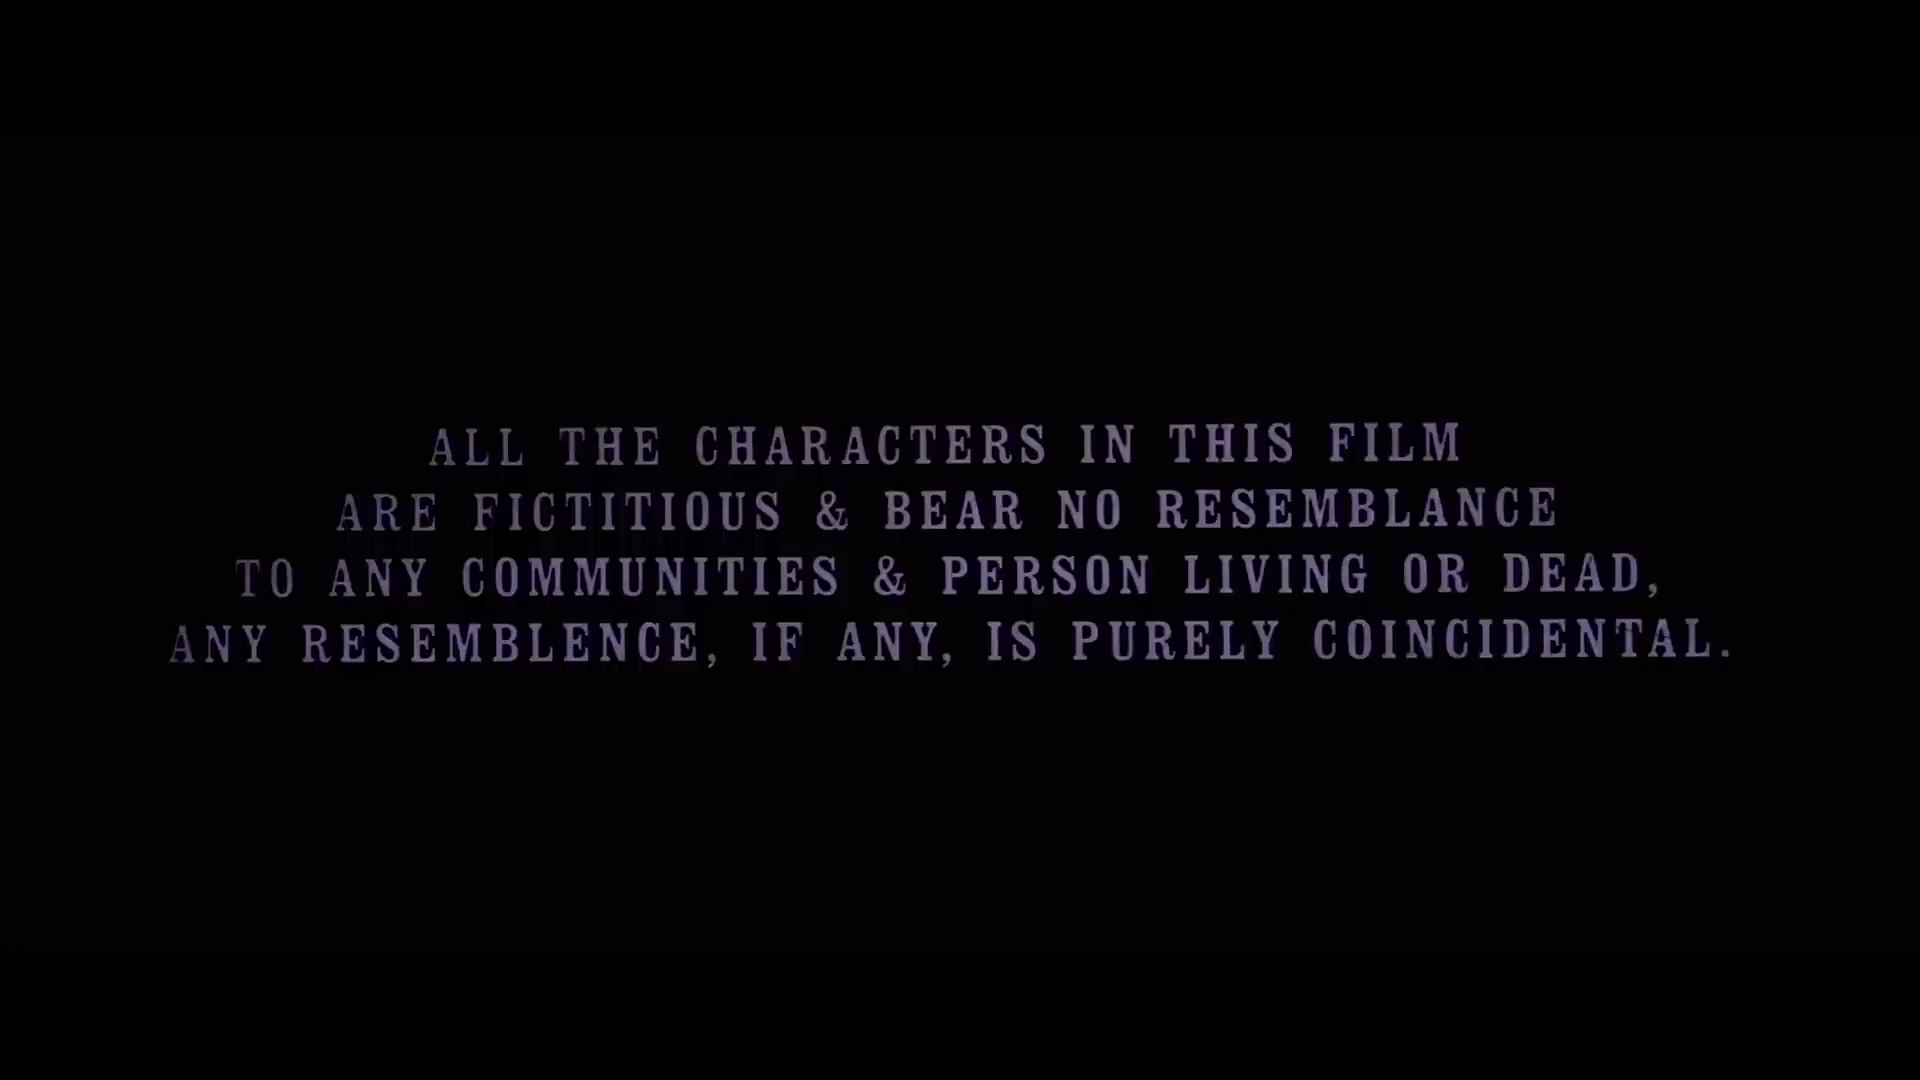 ALL THE CHARACTERS IN THIS FILM
ARE FICTITIOUS & BEAR NO RESEMBLANCE
TO ANY COMMUNITIES & PERSON LIVING OR DEAD,
ANY RESEMBLENCE, IF ANY, IS PURELY COINCIDENTAL.